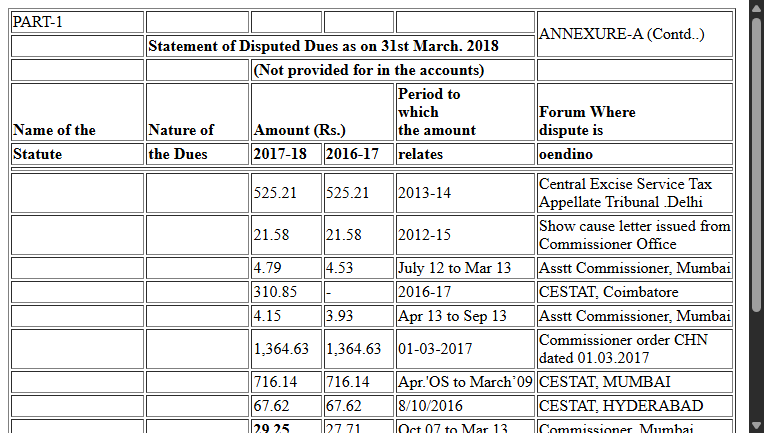 PART-1
ANNEXURE-A (Contd..)
Statement of Disputed Dues as on 31st March. 2018
(Not provided for in the accounts)
Name of the Nature of Amount (Rs.) Period to which the amount Forum Where dispute is
Statute the Dues 2017-18 2016-17 relates oendino
525.21 525.21 2013-14 Central Excise Service Tax
Appellate Tribunal .Delhi
21.58 21.58 2012-15 Show cause letter issued from
Commissioner Office
4.79 4.53 July 12 to Mar 13 Asstt Commissioner, Mumbai
310.85 - 2016-17 CESTAT, Coimbatore
4.15 3.93 Apr 13 to Sep 13 Asstt Commissioner, Mumbai
1,364.63 1,364.63 01-03-2017 Commissioner order CHN
dated 01.03.2017
716.14 716.14 Apr.'OS to March’09 CESTAT, MUMBAI
67.62 67.62 8/10/2016 CESTAT, HYDERABAD
29.25 27.71 Oct 07 to Mar 13 Commissioner, Mumbai